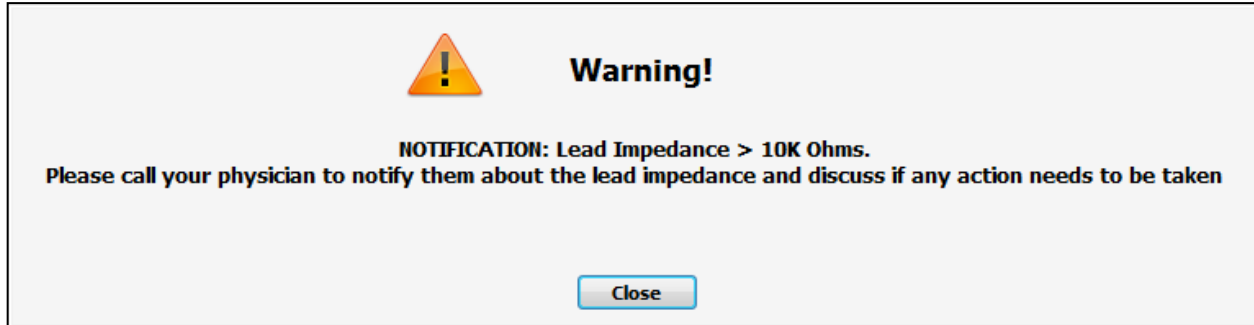 Warning!
NOTIFICATION: Lead Impedance > 10K Ohms.
Please call your physician to notify them about the lead impedance and discuss if any action needs to be taken
Close